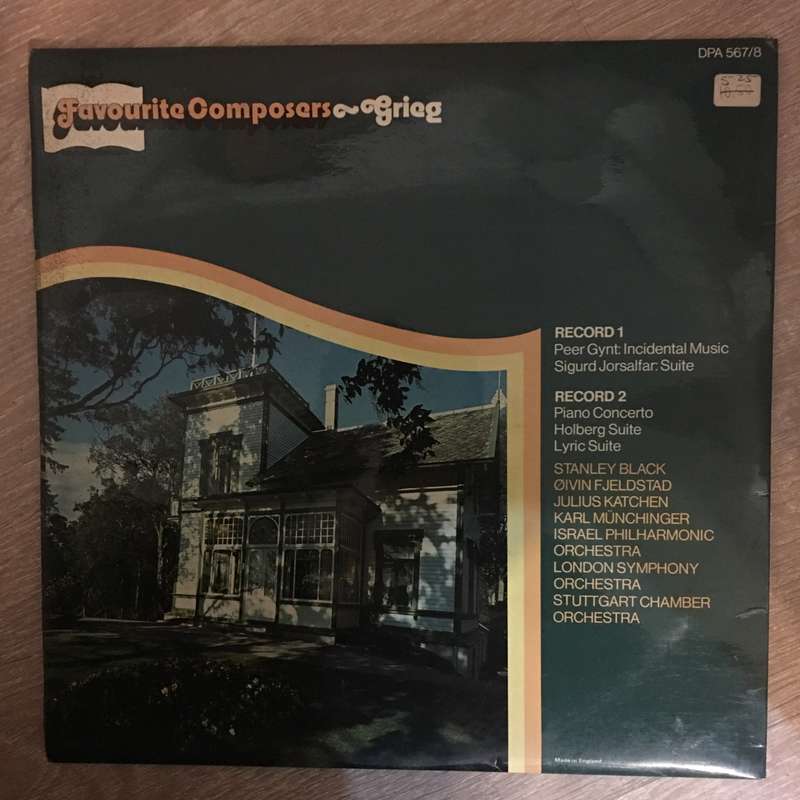 DPA 567/8
5.25
Favourite Composers~Grieg
RECORD 1
Peer Gynt: Incidental Music
Sigurd Jorsalfar: Suite
RECORD 2
Piano Concerto
Holberg Suite
Lyric Suite
STANLEY BLACK
ØIVIN FJELDSTAD
JULIUS KATCHEN
KARL MÜNCHINGER
ISRAEL PHILHARMONIC
ORCHESTRA
LONDON SYMPHONY
ORCHESTRA
STUTTGART CHAMBER
ORCHESTRA
Made in England